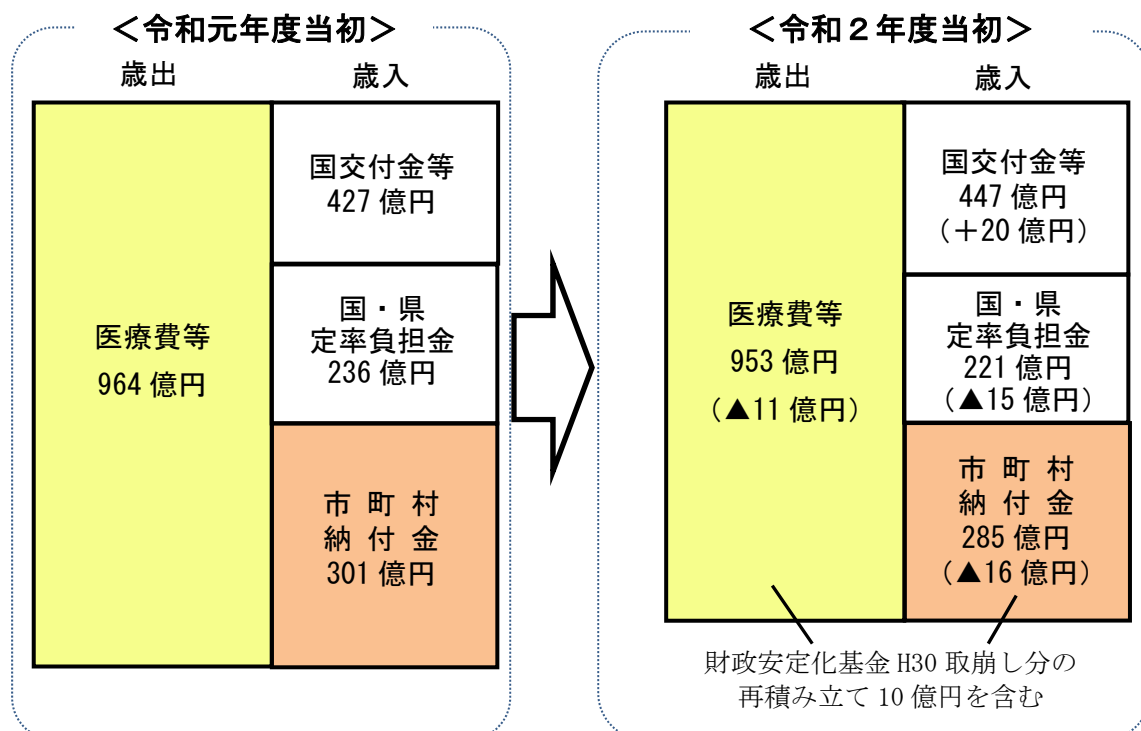 ＜令和元年度当初＞
歳出
歳入
医療費等
964 億円
国交付金等
427 億円
国・県
定率負担金
236 億円
市 町 村
納 付 金
301 億円
＜令和２年度当初＞
歳出
歳入
医療費等
953 億円
（▲11 億円）
国交付金等
447 億円
（＋20 億円）
国・県
定率負担金
221 億円
（▲15 億円）
市 町 村
納 付 金
285 億円
（▲16 億円）
財政安定化基金 H30 取崩し分の
再積み立て 10 億円を含む